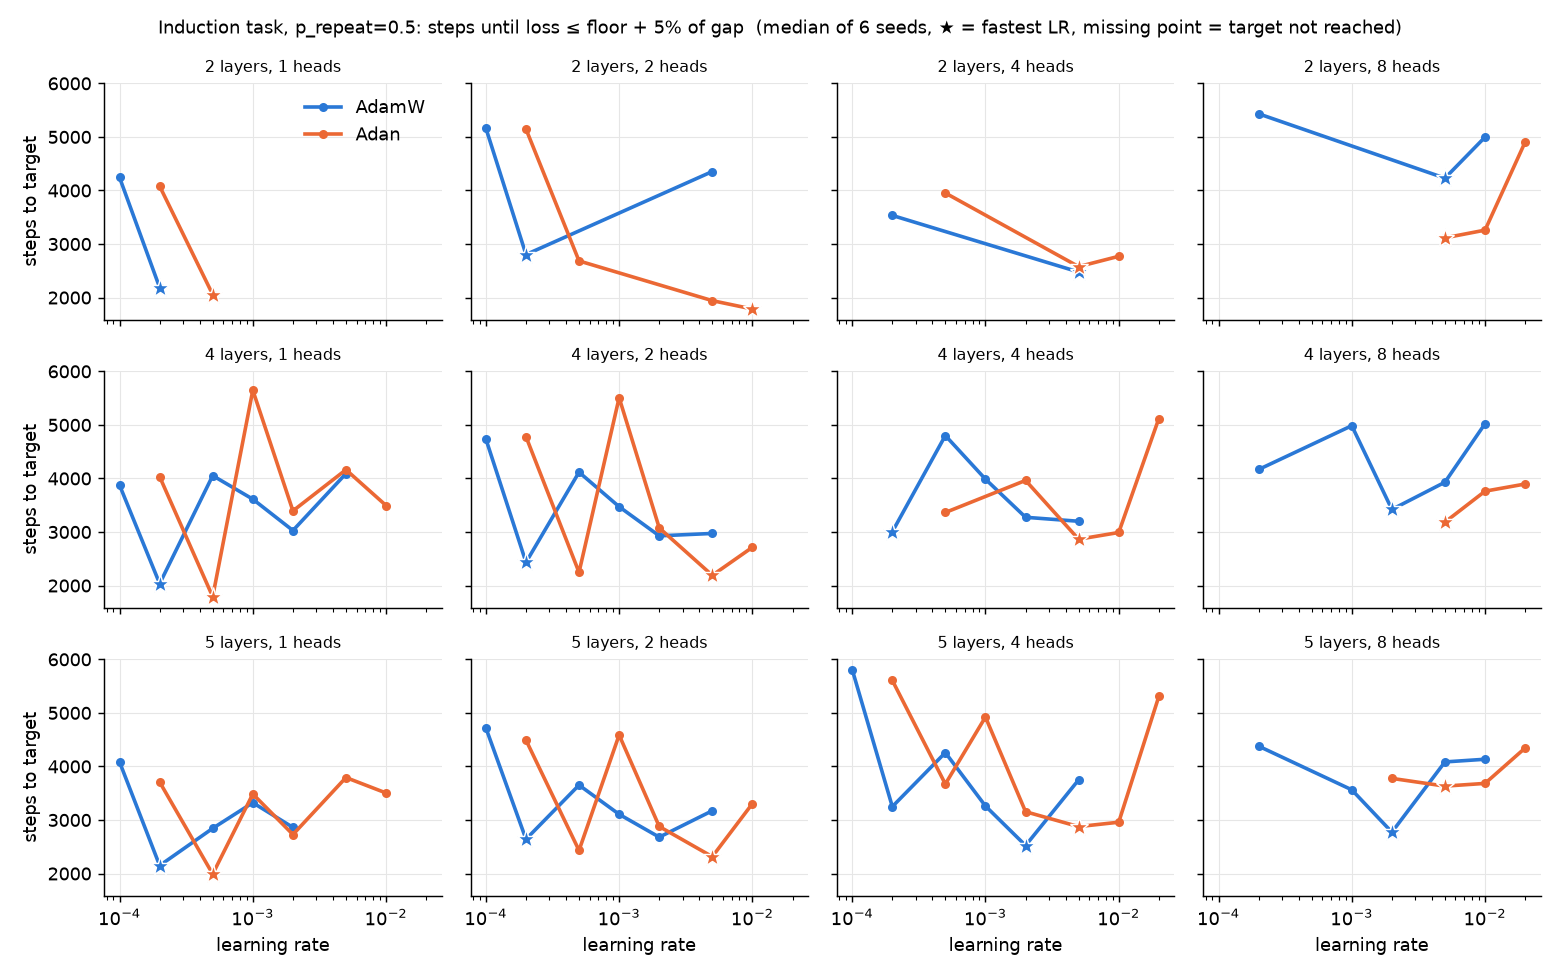 Induction task, p_repeat=0.5: steps until loss ≤ floor + 5% of gap  (median of 6 seeds, ★ = fastest LR, missing point = target not reached)
2 layers, 1 heads
2 layers, 2 heads
2 layers, 4 heads
2 layers, 8 heads
steps to target
6000
5000
4000
3000
2000
AdamW
Adan
4 layers, 1 heads
4 layers, 2 heads
4 layers, 4 heads
4 layers, 8 heads
steps to target
6000
5000
4000
3000
2000
5 layers, 1 heads
5 layers, 2 heads
5 layers, 4 heads
5 layers, 8 heads
steps to target
6000
5000
4000
3000
2000
10⁻⁴ 10⁻³ 10⁻²
10⁻⁴ 10⁻³ 10⁻²
10⁻⁴ 10⁻³ 10⁻²
10⁻⁴ 10⁻³ 10⁻²
learning rate
learning rate
learning rate
learning rate